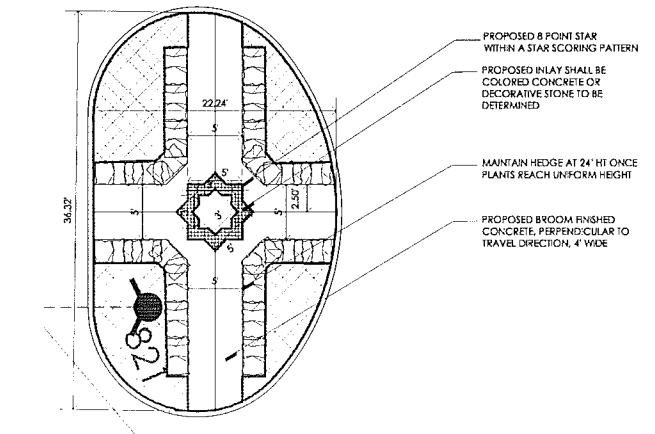 PROPOSED 8 POINT STAR
WITHIN A STAR SCORING PATTERN
PROPOSED INLAY SHALL BE
COLORED CONCRETE OR
DECORATIVE STONE TO BE
DETERMINED
22.24'
5'
5'
MAINTAIN HEDGE AT 24" HT ONCE
PLANTS REACH UNIFORM HEIGHT
36.32'
5'
3'
5'
2.50'
PROPOSED BROOM FINISHED
CONCRETE, PERPENDICULAR TO
TRAVEL DIRECTION, 4' WIDE
5'
5'
82